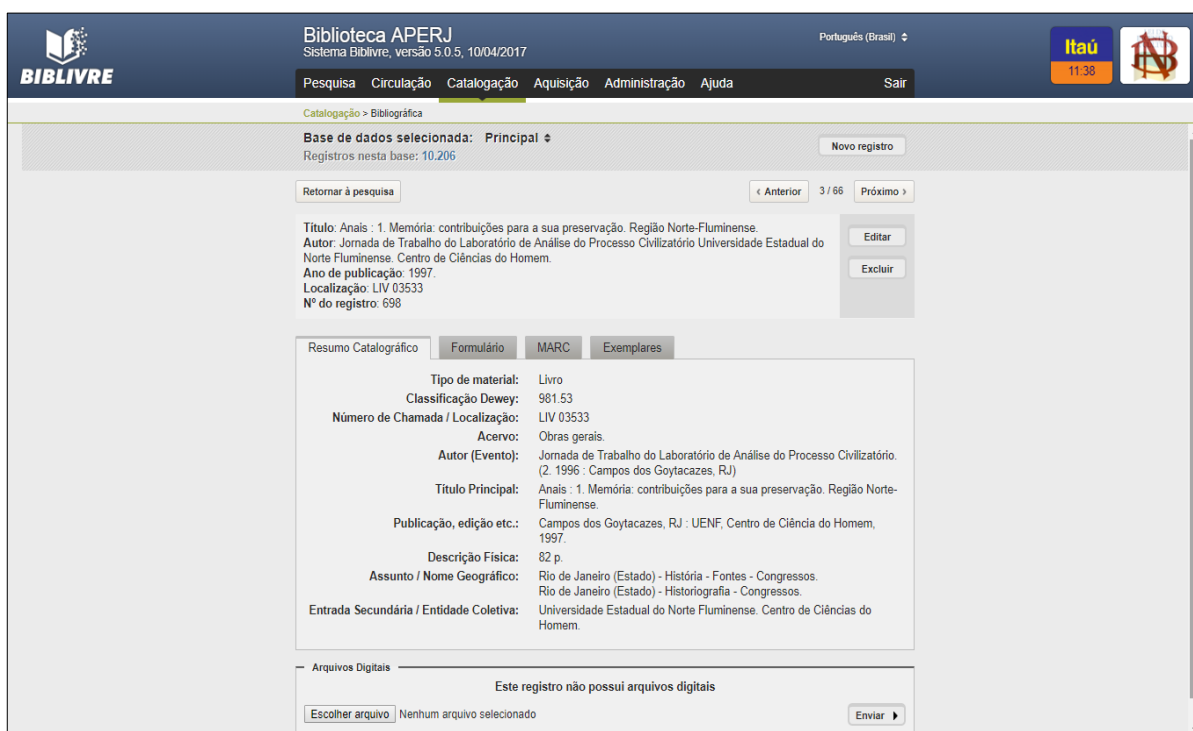 BIBLIVRE
Biblioteca APERJ
Sistema Biblivre, versão 5.0.5, 10/04/2017
Português (Brasil)
Itaú
11:38
BN
Pesquisa Circulação Catalogação Aquisição Administração Ajuda Sair
Catalogação > Bibliográfica
Base de dados selecionada: Principal
Registros nesta base: 10.206
Novo registro
Retornar à pesquisa ‹ Anterior 3 / 66 Próximo ›
Título: Anais : 1. Memória: contribuições para a sua preservação. Região Norte-Fluminense.
Autor: Jornada de Trabalho do Laboratório de Análise do Processo Civilizatório Universidade Estadual do
Norte Fluminense. Centro de Ciências do Homem.
Ano de publicação: 1997.
Localização: LIV 03533
Nº do registro: 698
Editar
Excluir
Resumo Catalográfico Formulário MARC Exemplares
Tipo de material: Livro
Classificação Dewey: 981.53
Número de Chamada / Localização: LIV 03533
Acervo: Obras gerais.
Autor (Evento): Jornada de Trabalho do Laboratório de Análise do Processo Civilizatório.
(2. 1996 : Campos dos Goytacazes, RJ)
Título Principal: Anais : 1. Memória: contribuições para a sua preservação. Região Norte-
Fluminense.
Publicação, edição etc.: Campos dos Goytacazes, RJ : UENF, Centro de Ciência do Homem,
1997.
Descrição Física: 82 p.
Assunto / Nome Geográfico: Rio de Janeiro (Estado) - História - Fontes - Congressos.
Rio de Janeiro (Estado) - Historiografia - Congressos.
Entrada Secundária / Entidade Coletiva: Universidade Estadual do Norte Fluminense. Centro de Ciências do
Homem.
Arquivos Digitais
Este registro não possui arquivos digitais
Escolher arquivo Nenhum arquivo selecionado Enviar